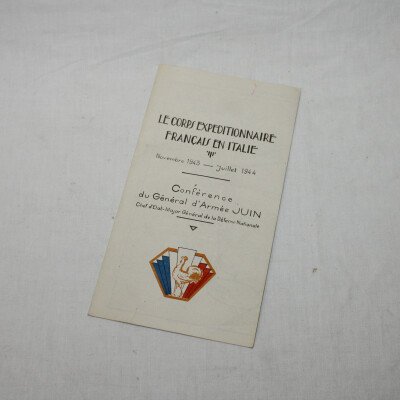 LE CORPS EXPEDITIONNAIRE
FRANÇAIS EN ITALIE
Novembre 1943 — Juillet 1944
Conférence
du Général d'Armée JUIN
Chef d'Etat-Major Général de la Défense Nationale